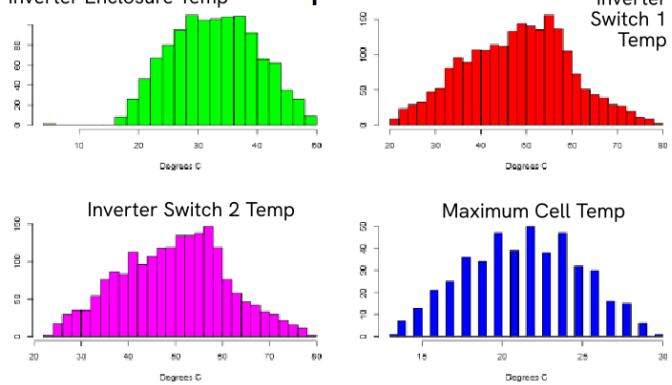 Inverter Enclosure Temp
Inverter
Switch 1
Temp
0 20 40 60 80
10 20 30 40 50
Degrees C
0 50 100 150
20 30 40 50 60 70 80
Degrees C
Inverter Switch 2 Temp
Maximum Cell Temp
0 50 100 150
20 30 40 50 60 70 80
Degrees C
0 10 20 30 40 50
15 20 25 30
Degrees C